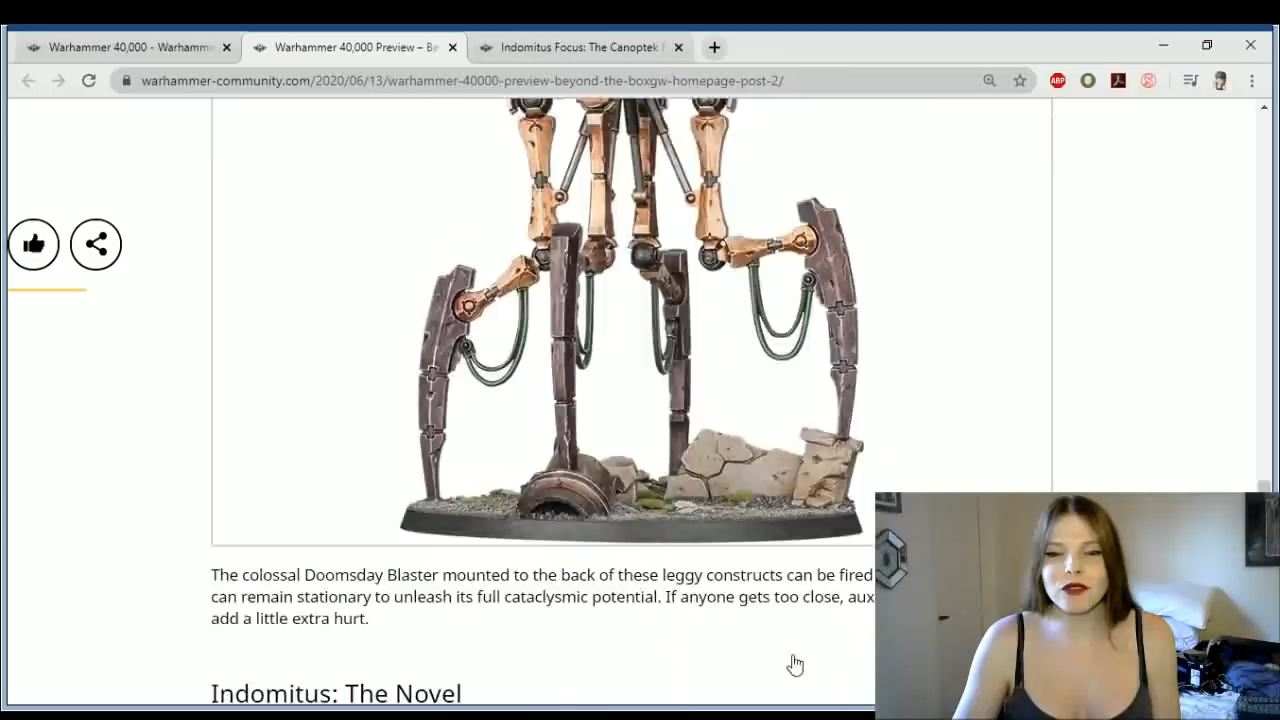 Warhammer 40,000 - Warhamm
Warhammer 40,000 Preview – Be
Indomitus Focus: The Canoptek
warhammer-community.com/2020/06/13/warhammer-40000-preview-beyond-the-boxgw-homepage-post-2/
ABP
The colossal Doomsday Blaster mounted to the back of these leggy constructs can be fired
can remain stationary to unleash its full cataclysmic potential. If anyone gets too close, aux
add a little extra hurt.
Indomitus: The Novel